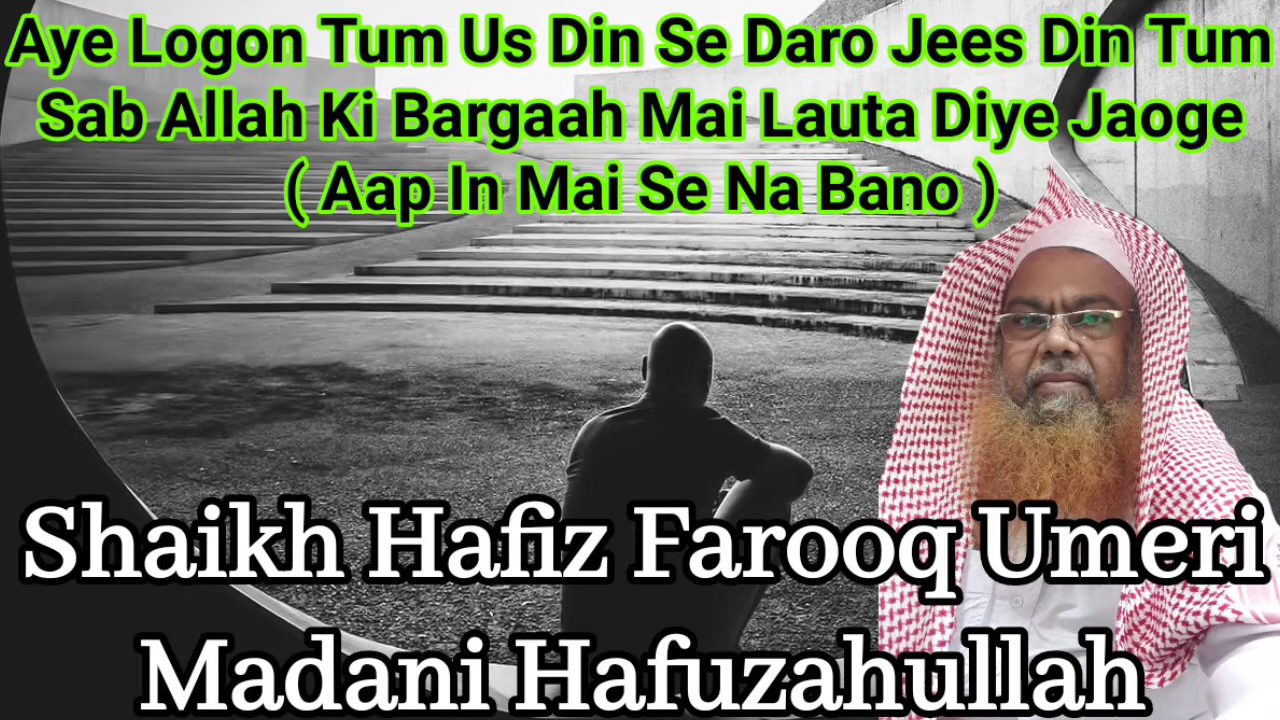 Aye Logon Tum Us Din Se Daro Jees Din Tum
Sab Allah Ki Bargaah Mai Lauta Diye Jaoge
( Aap In Mai Se Na Bano )
Shaikh Hafiz Farooq Umeri
Madani Hafuzahullah